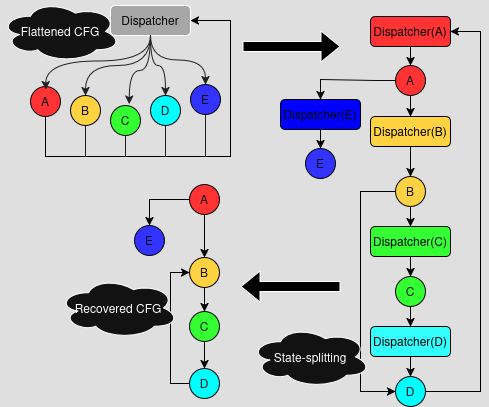 Flattened CFG
Dispatcher
A
B
C
D
E
Dispatcher(A)
A
Dispatcher(E)
E
Dispatcher(B)
B
Dispatcher(C)
C
Dispatcher(D)
D
State-splitting
A
E
B
C
D
Recovered CFG